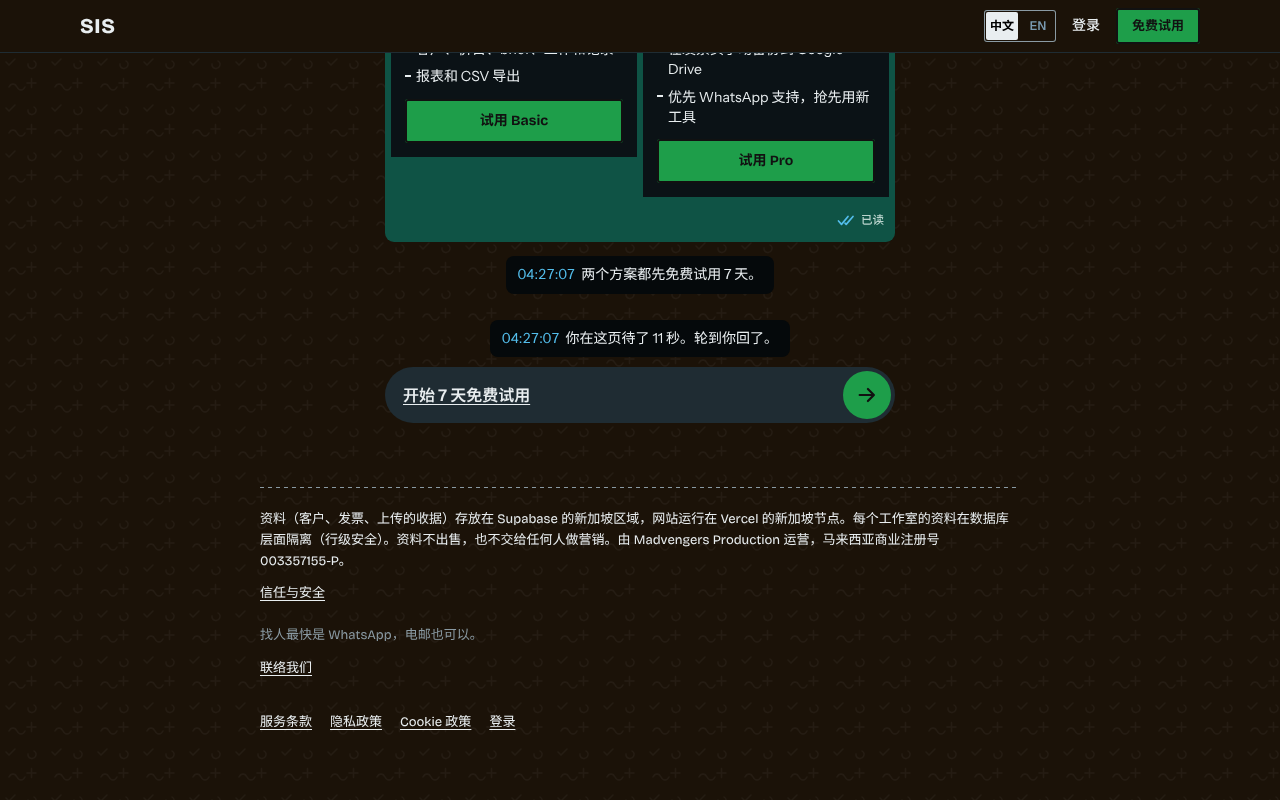 SIS
中文
EN
登录
免费试用
- 报表和 CSV 导出
试用 Basic
Drive
- 优先 WhatsApp 支持，抢先用新
工具
试用 Pro
已读
04:27:07 两个方案都先免费试用 7 天。
04:27:07 你在这页待了 11 秒。轮到你回了。
开始 7 天免费试用
资料（客户、发票、上传的收据）存放在 Supabase 的新加坡区域，网站运行在 Vercel 的新加坡节点。每个工作室的资料在数据库
层面隔离（行级安全）。资料不出售，也不交给任何人做营销。由 Madvengers Production 运营，马来西亚商业注册号
003357155-P。
信任与安全
找人最快是 WhatsApp，电邮也可以。
联络我们
服务条款 隐私政策 Cookie 政策 登录